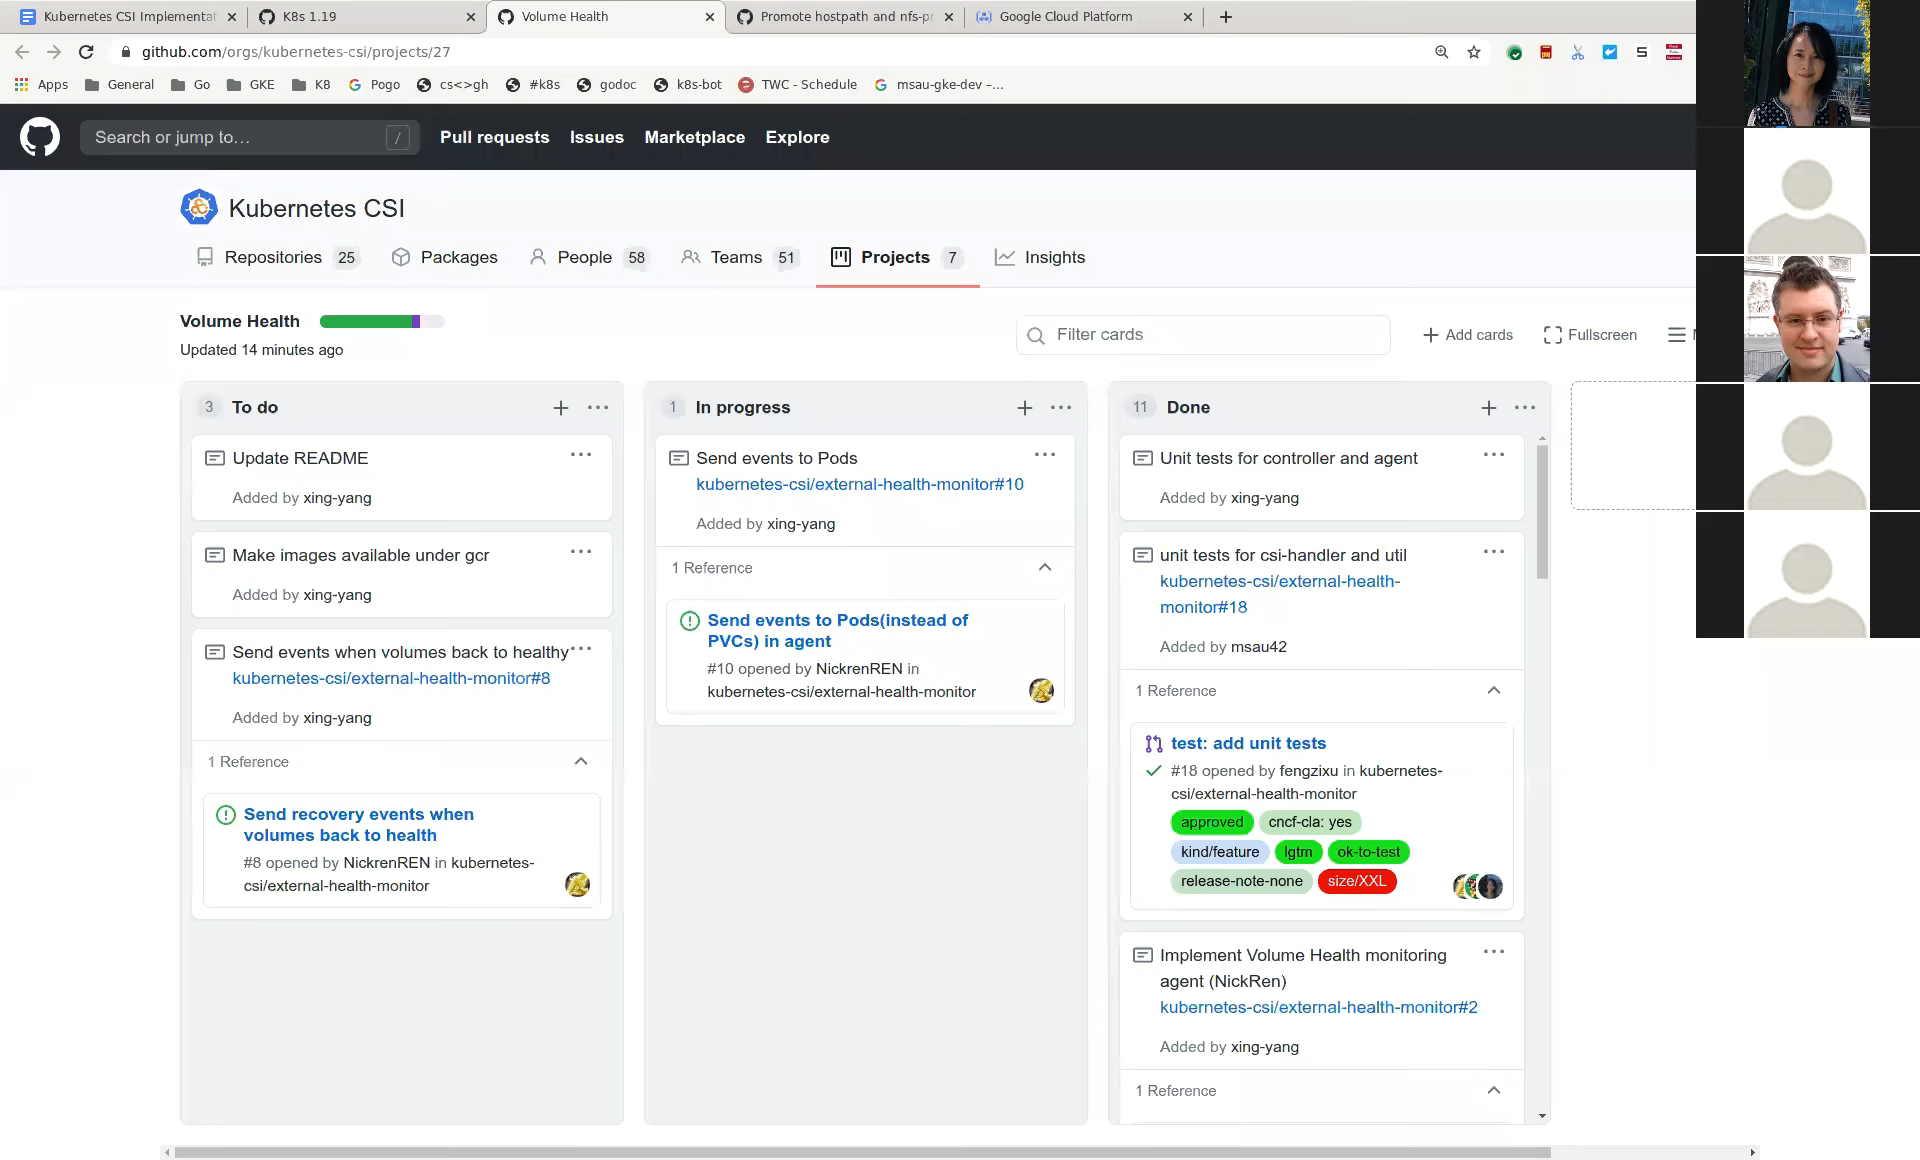 Kubernetes CSI Implementat
K8s 1.19
Volume Health
Promote hostpath and nfs-pr
Google Cloud Platform
github.com/orgs/kubernetes-csi/projects/27
Apps General Go GKE K8 Pogo cs<>gh #k8s godoc k8s-bot TWC - Schedule msau-gke-dev –...
Search or jump to... /
Pull requests Issues Marketplace Explore
Kubernetes CSI
Repositories 25 Packages People 58 Teams 51 Projects 7 Insights
Volume Health
Updated 14 minutes ago
Filter cards
Add cards
Fullscreen
3 To do
Update README
Added by xing-yang
Make images available under gcr
Added by xing-yang
Send events when volumes back to healthy
kubernetes-csi/external-health-monitor#8
Added by xing-yang
1 Reference
Send recovery events when
volumes back to health
#8 opened by NickrenREN in kubernetes-
csi/external-health-monitor
1 In progress
Send events to Pods
kubernetes-csi/external-health-monitor#10
Added by xing-yang
1 Reference
Send events to Pods(instead of
PVCs) in agent
#10 opened by NickrenREN in
kubernetes-csi/external-health-monitor
11 Done
Unit tests for controller and agent
Added by xing-yang
unit tests for csi-handler and util
kubernetes-csi/external-health-
monitor#18
Added by msau42
1 Reference
test: add unit tests
#18 opened by fengzixu in kubernetes-
csi/external-health-monitor
approved cncf-cla: yes
kind/feature lgtm ok-to-test
release-note-none size/XXL
Implement Volume Health monitoring
agent (NickRen)
kubernetes-csi/external-health-monitor#2
Added by xing-yang
1 Reference